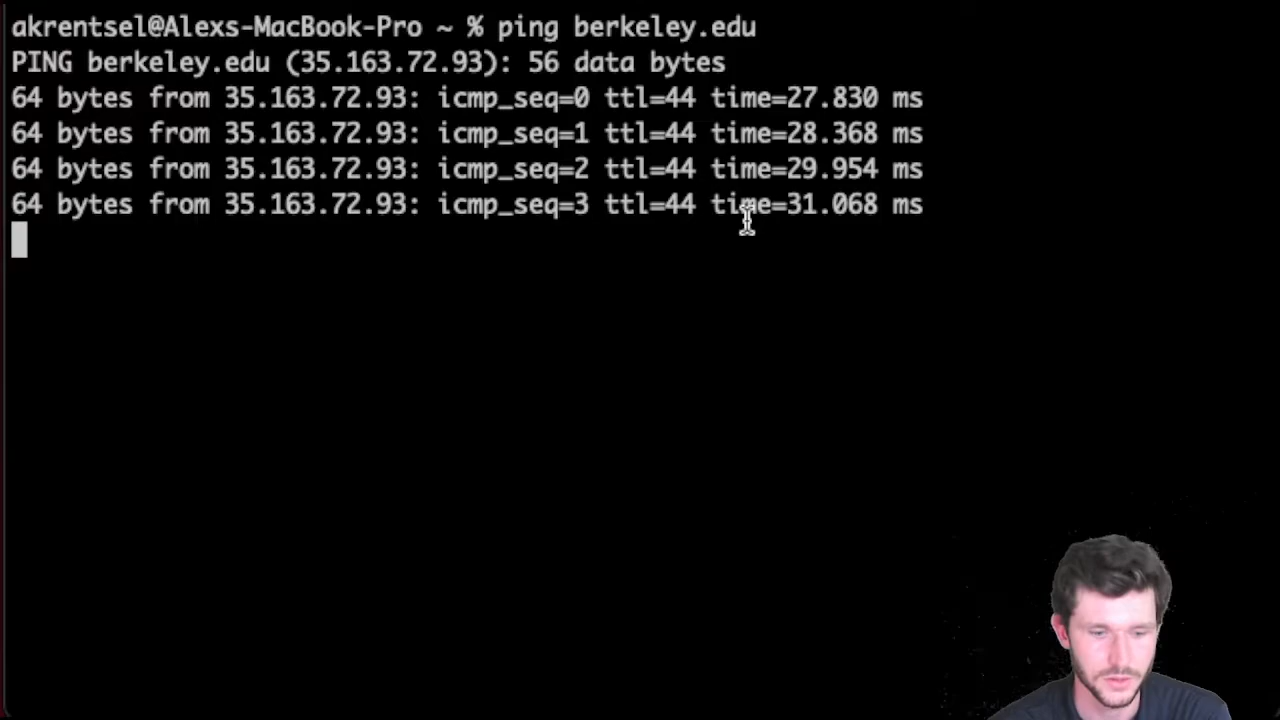 akrentsel@Alexs-MacBook-Pro ~ % ping berkeley.edu
PING berkeley.edu (35.163.72.93): 56 data bytes
64 bytes from 35.163.72.93: icmp_seq=0 ttl=44 time=27.830 ms
64 bytes from 35.163.72.93: icmp_seq=1 ttl=44 time=28.368 ms
64 bytes from 35.163.72.93: icmp_seq=2 ttl=44 time=29.954 ms
64 bytes from 35.163.72.93: icmp_seq=3 ttl=44 time=31.068 ms